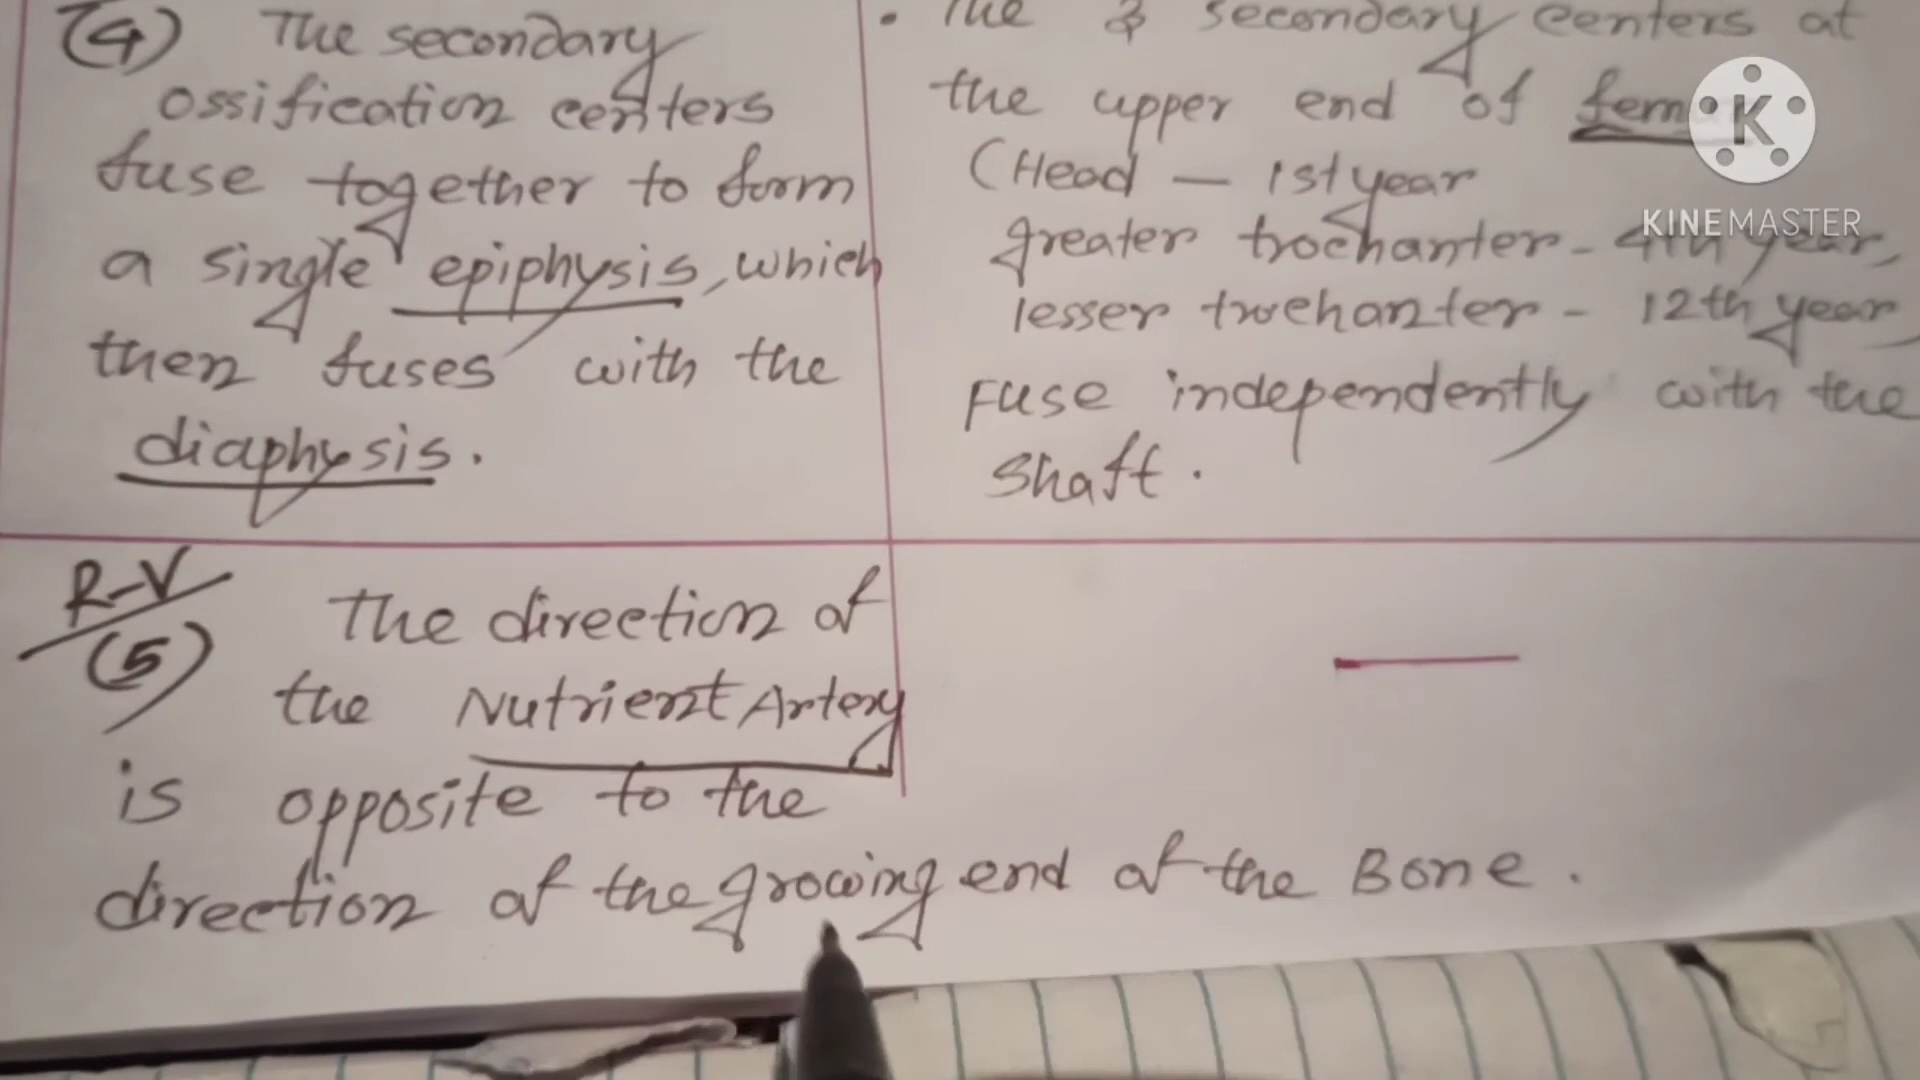 (4) The secondary
ossification centers
fuse together to form
a single epiphysis, which
then fuses with the
diaphysis.
• The 3 secondary centers at
the upper end of
(Head – 1st year
greater trochanter – 4th year,
lesser trochanter – 12th year,
Fuse independently with the
shaft.
R-V
(5) The direction of
the Nutrient Artery
is opposite to the
direction of the growing end of the Bone.
K
KINEMASTER